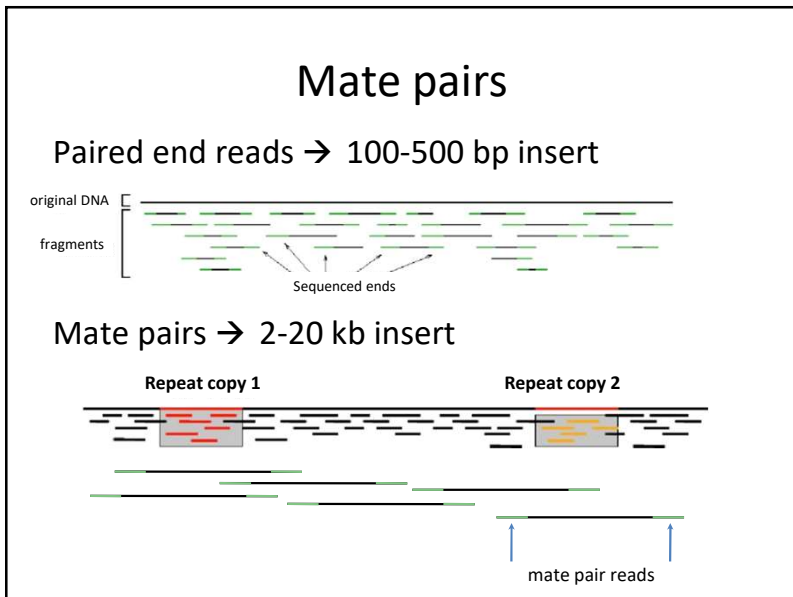 Mate pairs
Paired end reads → 100-500 bp insert
original DNA
fragments
Sequenced ends
Mate pairs → 2-20 kb insert
Repeat copy 1
Repeat copy 2
mate pair reads